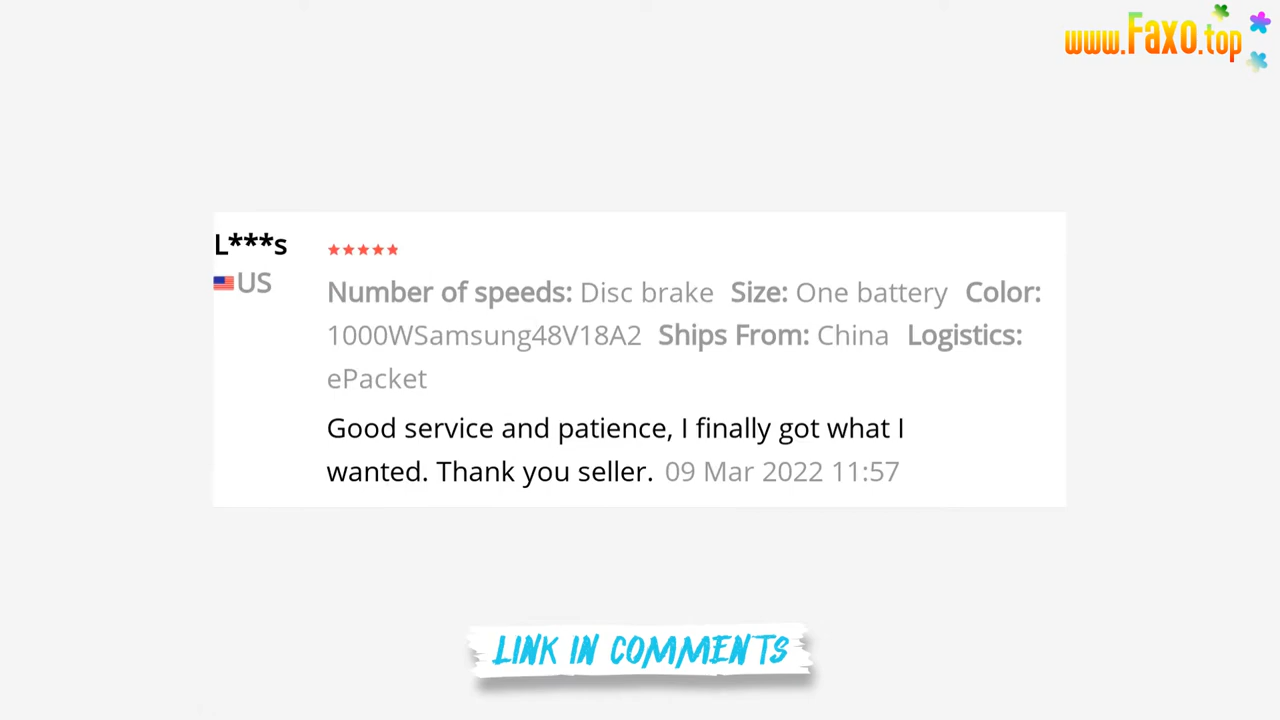 www.Faxo.top
L***s
US
Number of speeds: Disc brake Size: One battery Color:
1000WSamsung48V18A2 Ships From: China Logistics:
ePacket
Good service and patience, I finally got what I
wanted. Thank you seller. 09 Mar 2022 11:57
LINK IN COMMENTS